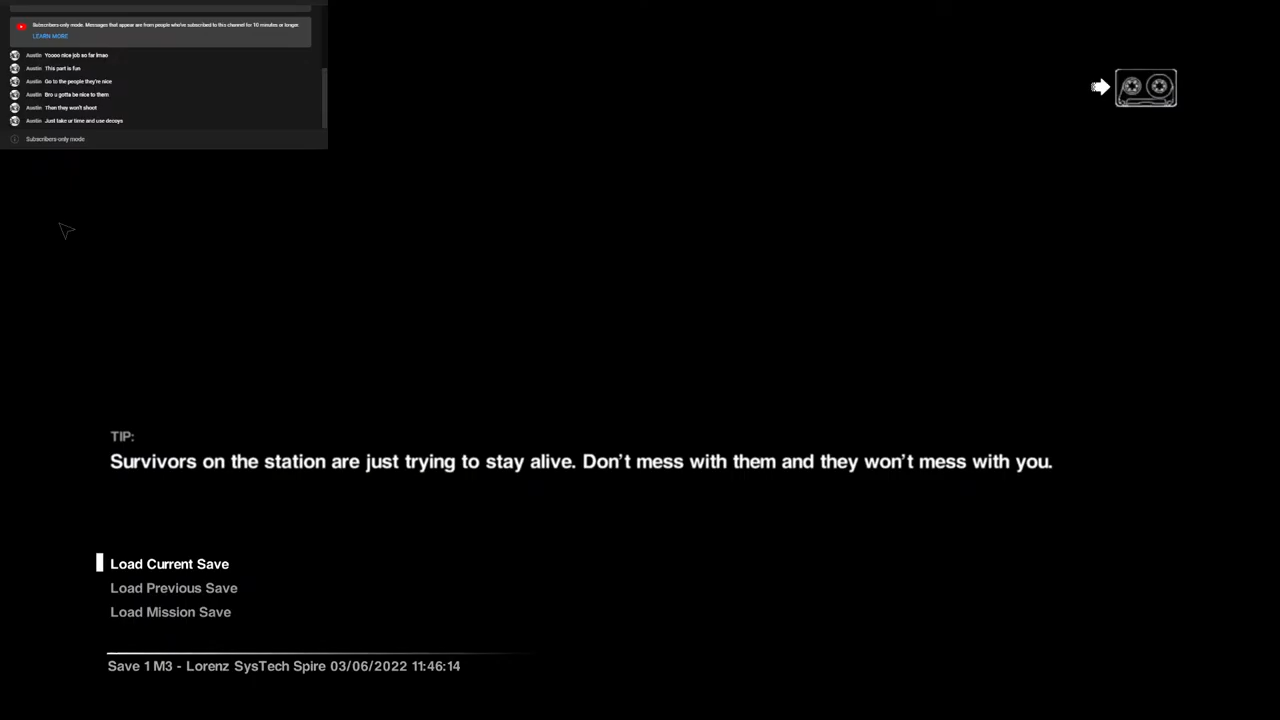 Subscribers-only mode. Messages that appear are from people who've subscribed to this channel for 10 minutes or longer.
LEARN MORE
Austin Yoooo nice job so far lmao
Austin This part is fun
Austin Go to the people they're nice
Austin Bro u gotta be nice to them
Austin Then they won't shoot
Austin Just take ur time and use decoys
Subscribers-only mode
TIP:
Survivors on the station are just trying to stay alive. Don't mess with them and they won't mess with you.
Load Current Save
Load Previous Save
Load Mission Save
Save 1 M3 - Lorenz SysTech Spire 03/06/2022 11:46:14